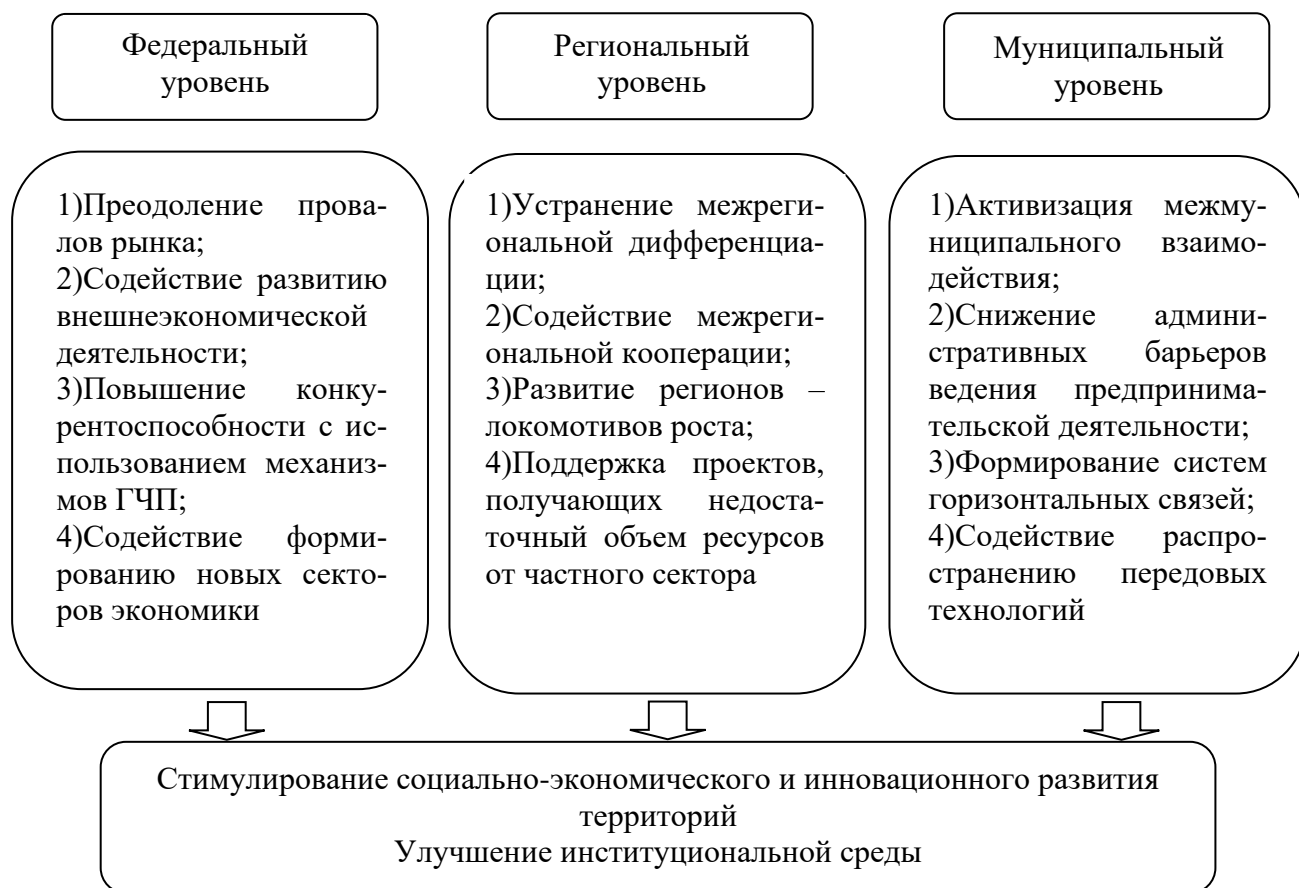 Федеральный
уровень
Региональный
уровень
Муниципальный
уровень
1)Преодоление прова-
лов рынка;
2)Содействие развитию
внешнеэкономической
деятельности;
3)Повышение конку-
рентоспособности с ис-
пользованием механиз-
мов ГЧП;
4)Содействие форми-
рованию новых секто-
ров экономики
1)Устранение межреги-
ональной дифференциа-
ции;
2)Содействие межреги-
ональной кооперации;
3)Развитие регионов –
локомотивов роста;
4)Поддержка проектов,
получающих недоста-
точный объем ресурсов
от частного сектора
1)Активизация межму-
ниципального взаимо-
действия;
2)Снижение админи-
стративных барьеров
ведения предпринима-
тельской деятельности;
3)Формирование систем
горизонтальных связей;
4)Содействие распро-
странению передовых
технологий
Стимулирование социально-экономического и инновационного развития
территорий
Улучшение институциональной среды